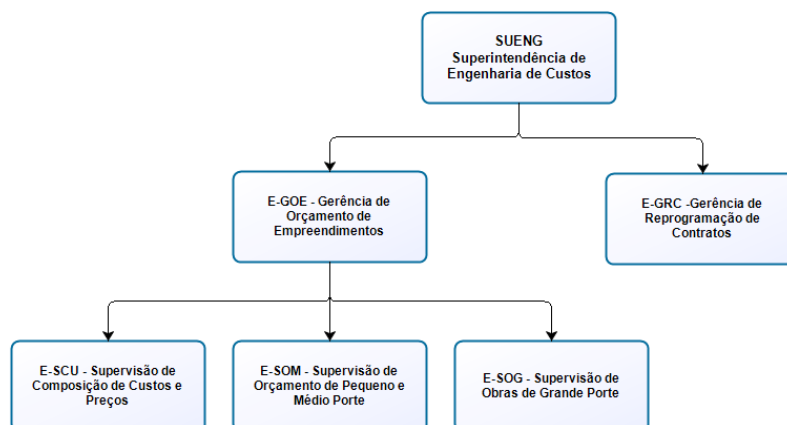 SUENG
Superintendência de
Engenharia de Custos
E-GOE - Gerência de
Orçamento de
Empreendimentos
E-GRC -Gerência de
Reprogramação de
Contratos
E-SCU - Supervisão de
Composição de Custos e
Preços
E-SOM - Supervisão de
Orçamento de Pequeno e
Médio Porte
E-SOG - Supervisão de
Obras de Grande Porte